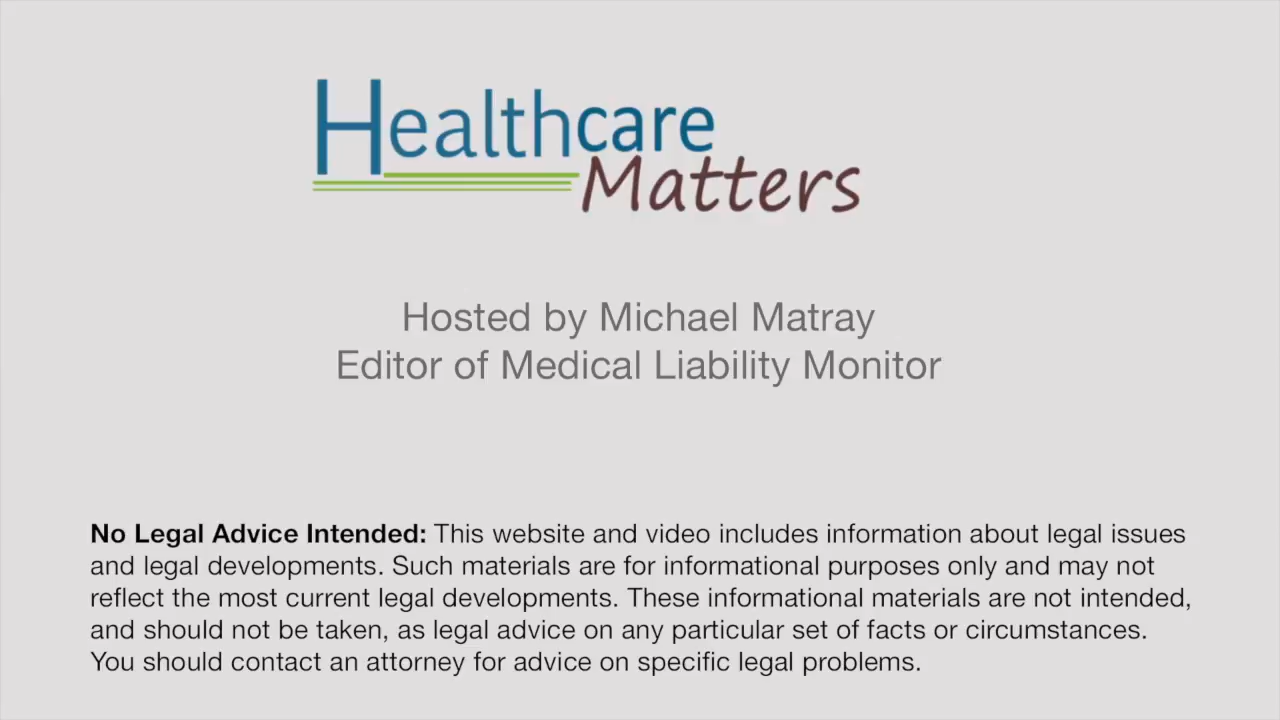 Healthcare
Matters
Hosted by Michael Matray
Editor of Medical Liability Monitor
No Legal Advice Intended: This website and video includes information about legal issues
and legal developments. Such materials are for informational purposes only and may not
reflect the most current legal developments. These informational materials are not intended,
and should not be taken, as legal advice on any particular set of facts or circumstances.
You should contact an attorney for advice on specific legal problems.